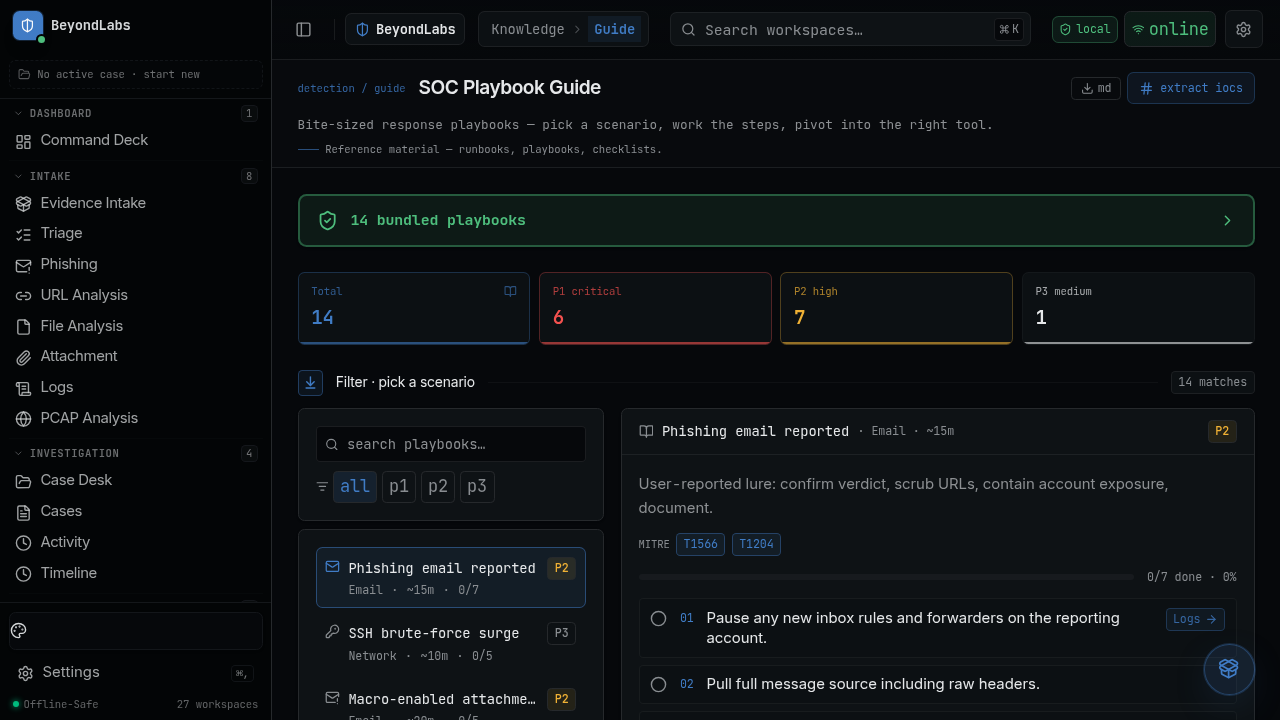 BeyondLabs
No active case · start new
DASHBOARD 1
Command Deck
INTAKE 8
Evidence Intake
Triage
Phishing
URL Analysis
File Analysis
Attachment
Logs
PCAP Analysis
INVESTIGATION 4
Case Desk
Cases
Activity
Timeline
Settings ⌘,
Offline-Safe 27 workspaces
BeyondLabs Knowledge > Guide Search workspaces… ⌘K local online
detection / guide SOC Playbook Guide md extract iocs
Bite-sized response playbooks — pick a scenario, work the steps, pivot into the right tool.
Reference material — runbooks, playbooks, checklists.
14 bundled playbooks
Total
14
P1 critical
6
P2 high
7
P3 medium
1
Filter · pick a scenario 14 matches
search playbooks…
all p1 p2 p3
Phishing email reported P2
Email · ~15m · 0/7
SSH brute-force surge P3
Network · ~10m · 0/5
Macro-enabled attachme… P2
Email · ~20m · 0/5
Phishing email reported · Email · ~15m P2
User-reported lure: confirm verdict, scrub URLs, contain account exposure,
document.
MITRE T1566 T1204
0/7 done · 0%
01 Pause any new inbox rules and forwarders on the reporting
account.
Logs →
02 Pull full message source including raw headers.